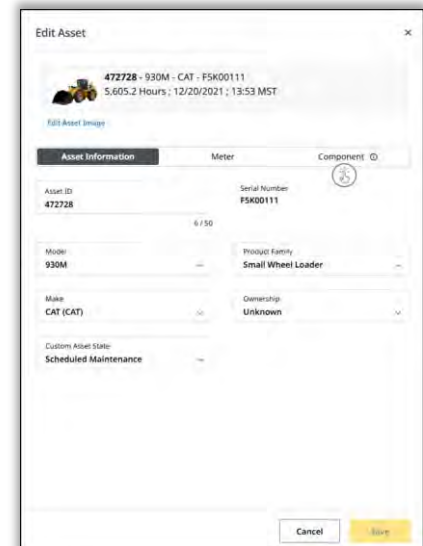 Edit Asset
472728 - 930M - CAT - F5K00111
5,605.2 Hours ; 12/20/2021 ; 13:53 MST
Edit Asset Image
Asset Information Meter Component
Asset ID Serial Number
472728 F5K00111
6 / 50
Model Product Family
930M Small Wheel Loader
Make Ownership
CAT (CAT) Unknown
Custom Asset State
Scheduled Maintenance
Cancel Save